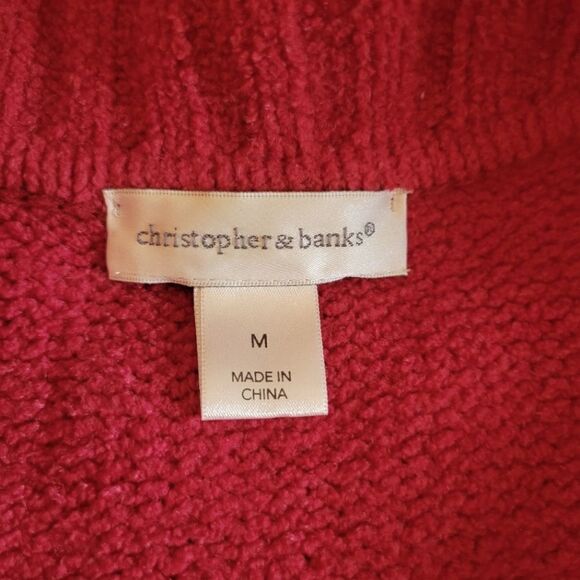 christopher & banks®
M
MADE IN
CHINA